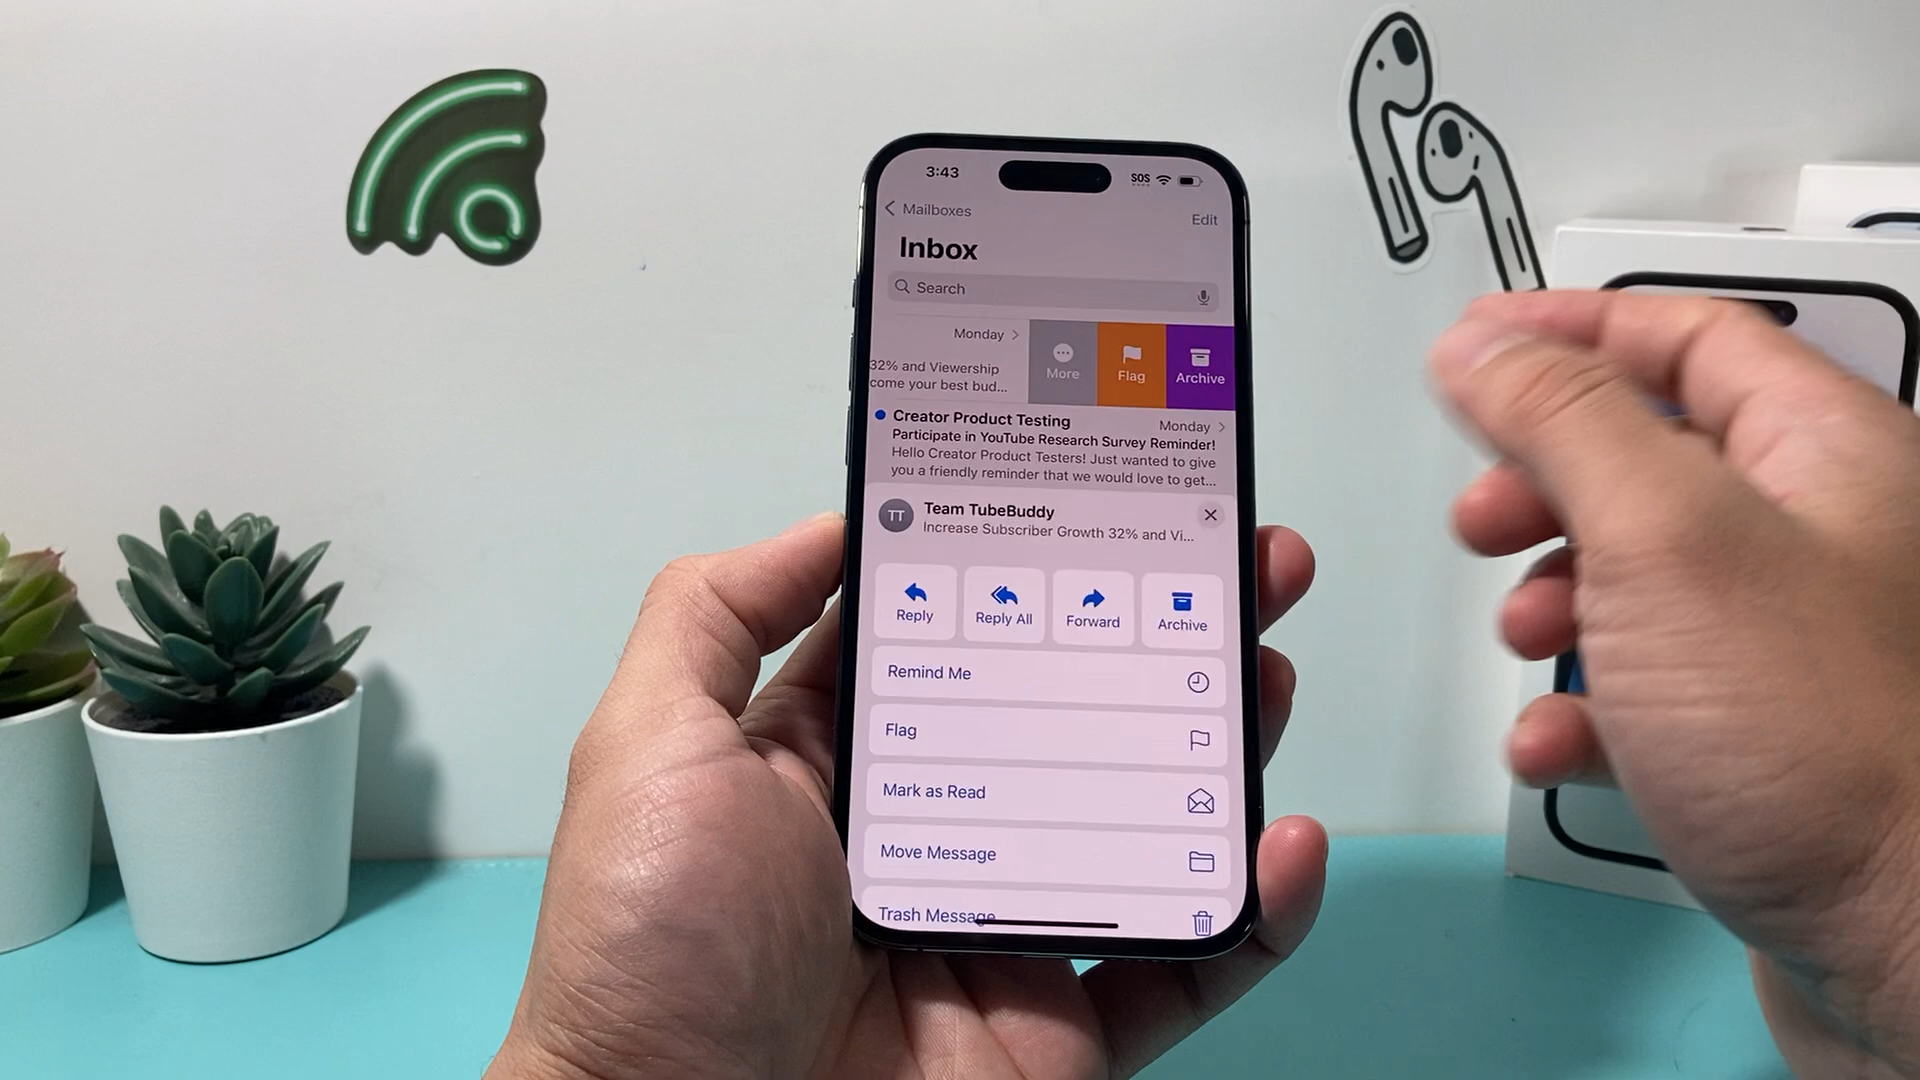 3:43
SOS
Mailboxes
Edit
Inbox
Search
Monday
32% and Viewership
come your best bud...
More
Flag
Archive
Creator Product Testing
Monday
Participate in YouTube Research Survey Reminder!
Hello Creator Product Testers! Just wanted to give
you a friendly reminder that we would love to get...
TT
Team TubeBuddy
Increase Subscriber Growth 32% and Vi...
Reply
Reply All
Forward
Archive
Remind Me
Flag
Mark as Read
Move Message
Trash Message